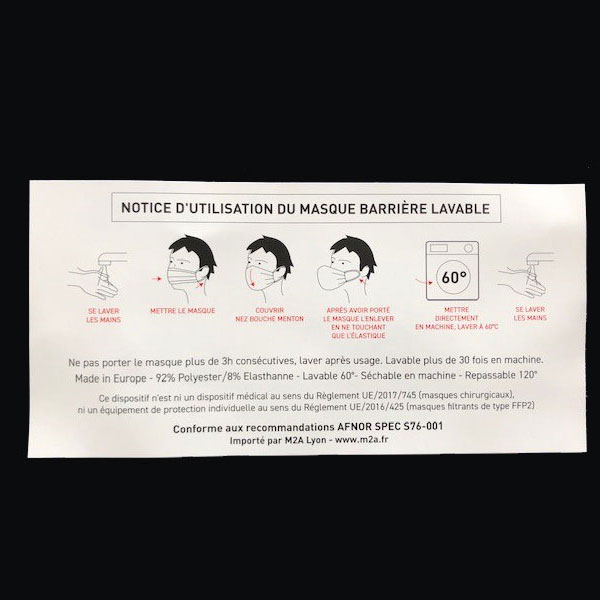 NOTICE D'UTILISATION DU MASQUE BARRIÈRE LAVABLE
SE LAVER
LES MAINS
METTRE LE MASQUE
COUVRIR
NEZ BOUCHE MENTON
APRÈS AVOIR PORTÉ
LE MASQUE L'ENLEVER
EN NE TOUCHANT
QUE L'ÉLASTIQUE
60°
METTRE
DIRECTEMENT
EN MACHINE, LAVER À 60°C
SE LAVER
LES MAINS
Ne pas porter le masque plus de 3h consécutives, laver après usage. Lavable plus de 30 fois en machine.
Made in Europe - 92% Polyester/8% Elasthanne - Lavable 60°- Séchable en machine - Repassable 120°
Ce dispositif n'est ni un dispositif médical au sens du Règlement UE/2017/745 (masques chirurgicaux),
ni un équipement de protection individuelle au sens du Règlement UE/2016/425 (masques filtrants de type FFP2)
Conforme aux recommandations AFNOR SPEC S76-001
Importé par M2A Lyon - www.m2a.fr